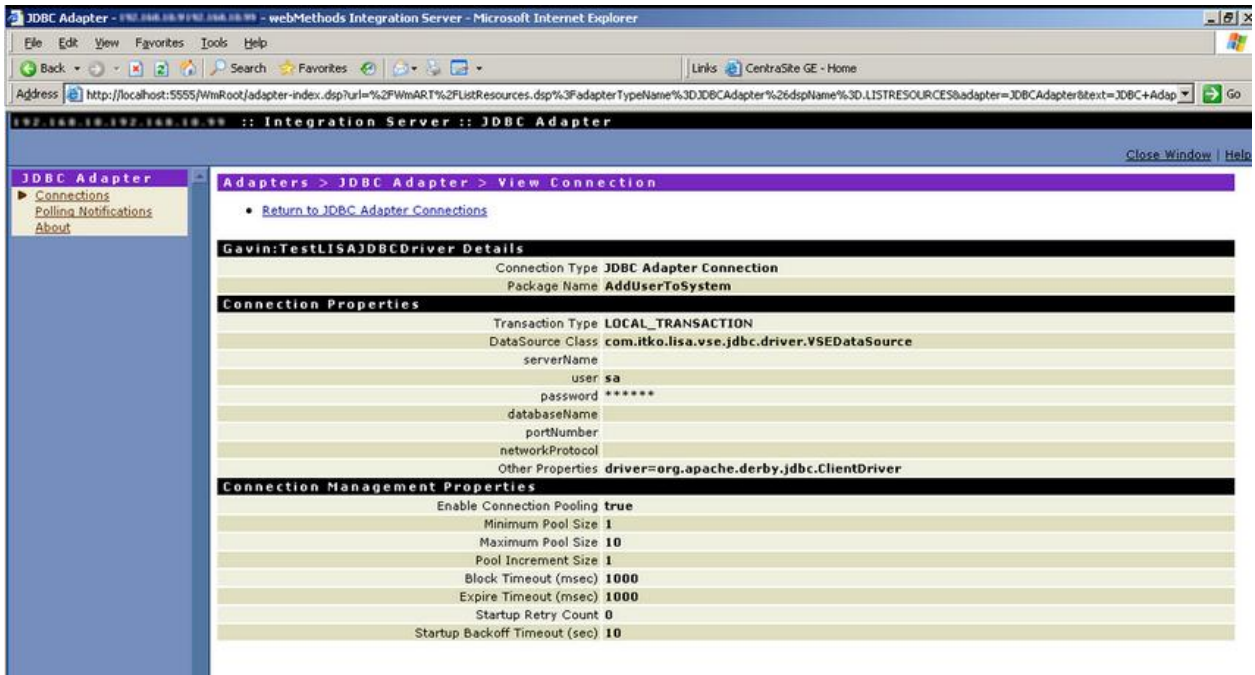 JDBC Adapter - - webMethods Integration Server - Microsoft Internet Explorer
File Edit View Favorites Tools Help
Back Search Favorites Links CentraSite GE - Home
Address http://localhost:5555/WmRoot/adapter-index.dsp?url=%2FWmART%2FListResources.dsp%3FadapterTypeName%3DJDBCAdapter%26dspName%3D.LISTRESOURCES&adapter=JDBCAdapter&text=JDBC+Adap Go
:: Integration Server :: JDBC Adapter
Close Window | Help
JDBC Adapter
Connections
Polling Notifications
About
Adapters > JDBC Adapter > View Connection
Return to JDBC Adapter Connections
Gavin:TestLISAJDBCDriver Details
Connection Type JDBC Adapter Connection
Package Name AddUserToSystem
Connection Properties
Transaction Type LOCAL_TRANSACTION
DataSource Class com.itko.lisa.vse.jdbc.driver.VSEDataSource
serverName
user sa
password ******
databaseName
portNumber
networkProtocol
Other Properties driver=org.apache.derby.jdbc.ClientDriver
Connection Management Properties
Enable Connection Pooling true
Minimum Pool Size 1
Maximum Pool Size 10
Pool Increment Size 1
Block Timeout (msec) 1000
Expire Timeout (msec) 1000
Startup Retry Count 0
Startup Backoff Timeout (sec) 10